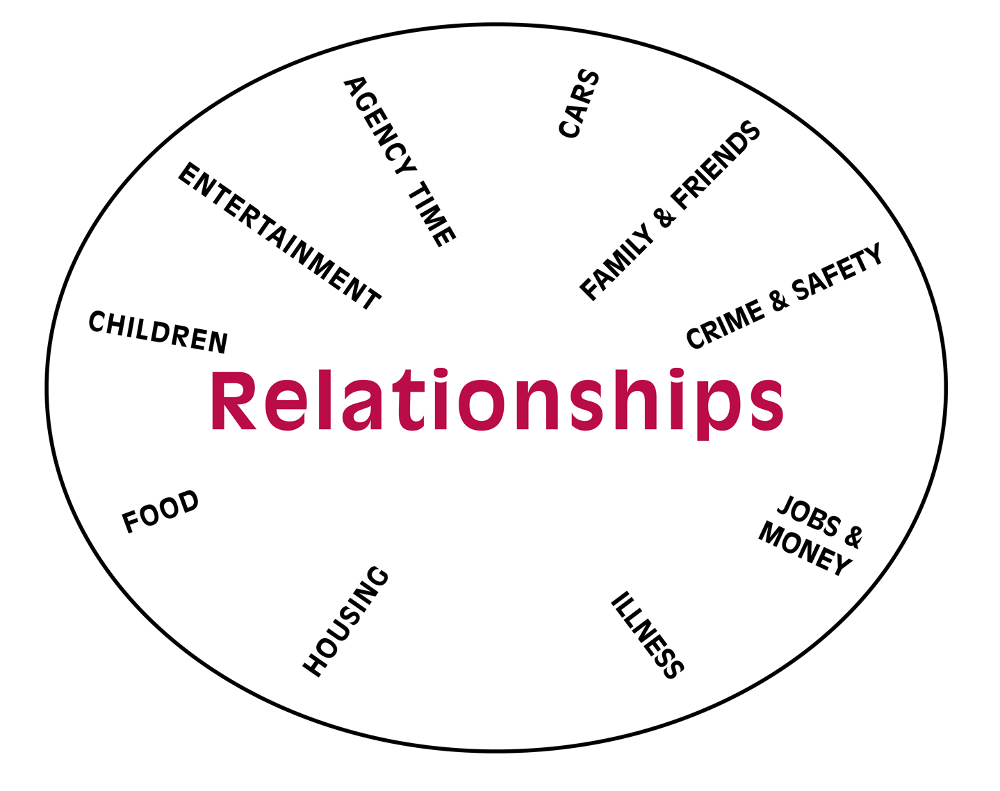 AGENCY TIME
CARS
ENTERTAINMENT
FAMILY & FRIENDS
CRIME & SAFETY
CHILDREN
Relationships
FOOD
JOBS &
MONEY
HOUSING
ILLNESS